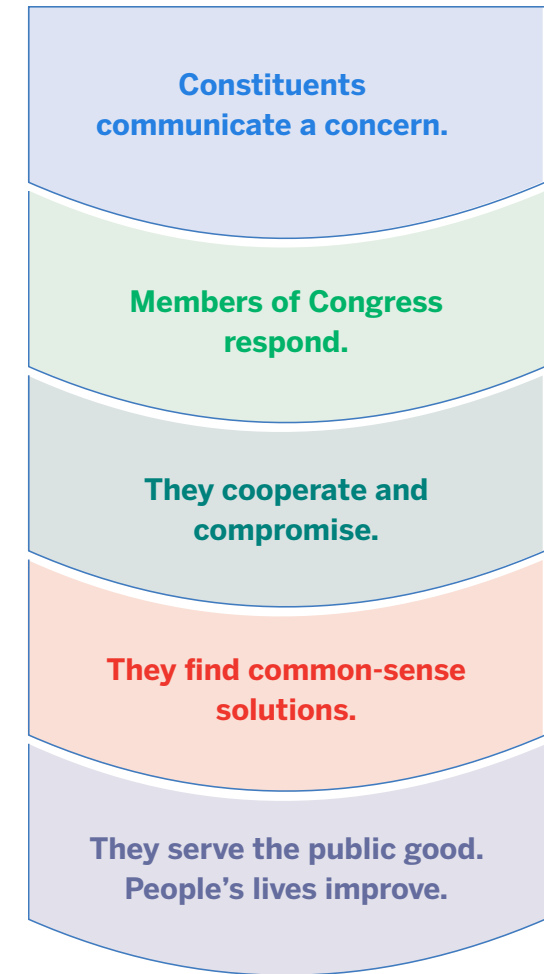 Constituents
communicate a concern.
Members of Congress
respond.
They cooperate and
compromise.
They find common-sense
solutions.
They serve the public good.
People’s lives improve.